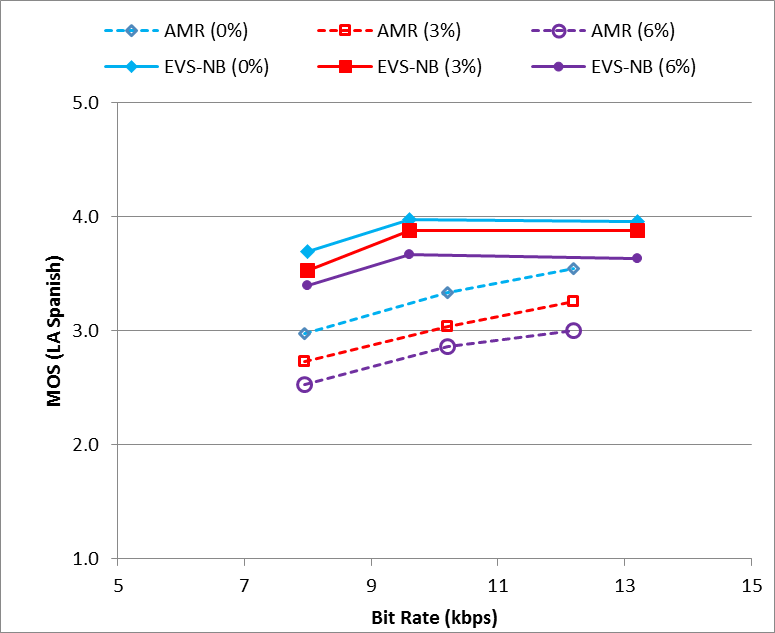 AMR (0%) AMR (3%) AMR (6%)
EVS-NB (0%) EVS-NB (3%) EVS-NB (6%)
5.0
4.0
3.0
2.0
1.0
MOS (LA Spanish)
5 7 9 11 13 15
Bit Rate (kbps)